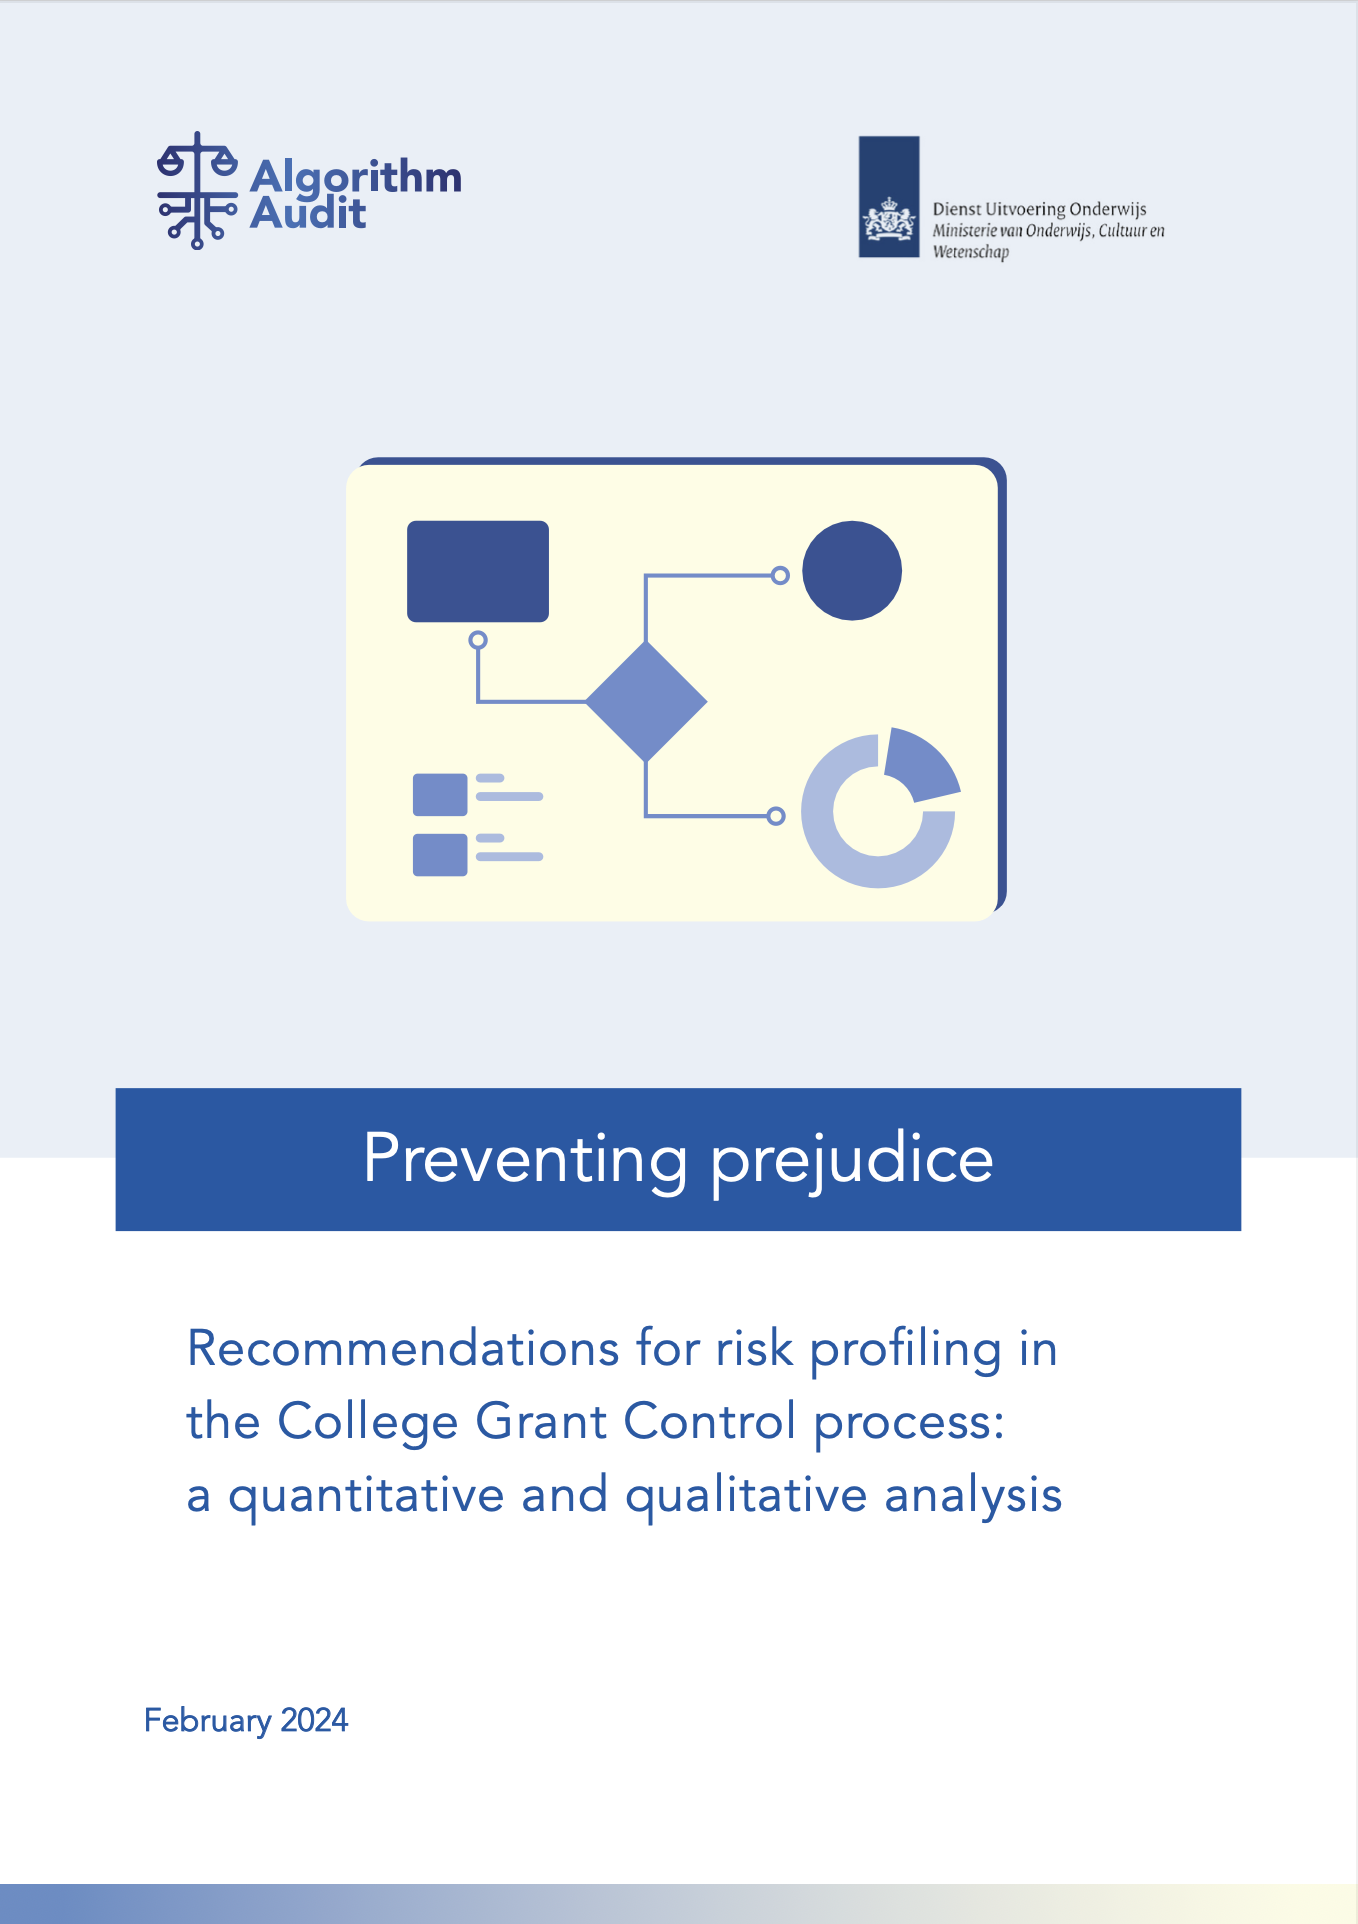 Algorithm
Audit
Dienst Uitvoering Onderwijs
Ministerie van Onderwijs, Cultuur en
Wetenschap
Preventing prejudice
Recommendations for risk profiling in
the College Grant Control process:
a quantitative and qualitative analysis
February 2024